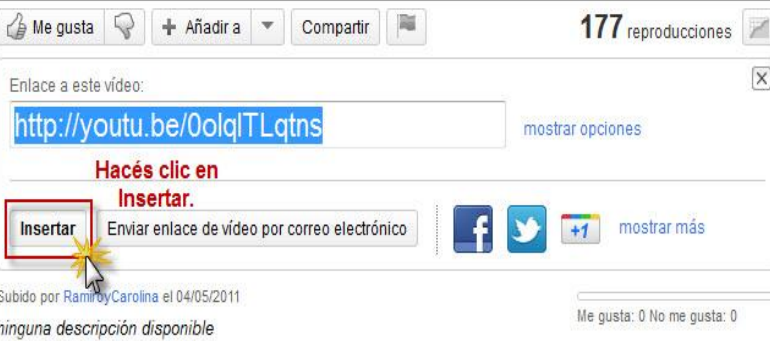 Me gusta + Añadir a Compartir 177 reproducciones
Enlace a este vídeo:
http://youtu.be/0olqlTLqtns mostrar opciones
Hacés clic en
Insertar.
Insertar Enviar enlace de vídeo por correo electrónico f +1 mostrar más
Subido por RamiroyCarolina el 04/05/2011
Me gusta: 0 No me gusta: 0
ninguna descripción disponible